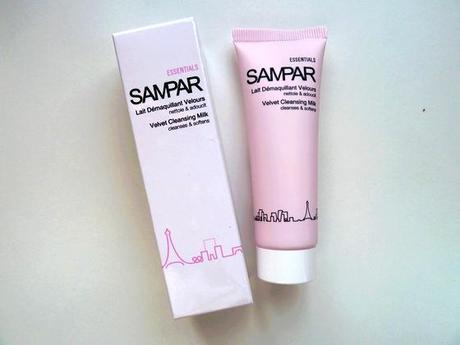 ESSENTIALS
SAMPAR
Lait Démaquillant Velours
nettoie & adoucit
Velvet Cleansing Milk
cleanses & softens
ESSENTIALS
SAMPAR
Lait Démaquillant Velours
nettoie & adoucit
Velvet Cleansing Milk
cleanses & softens